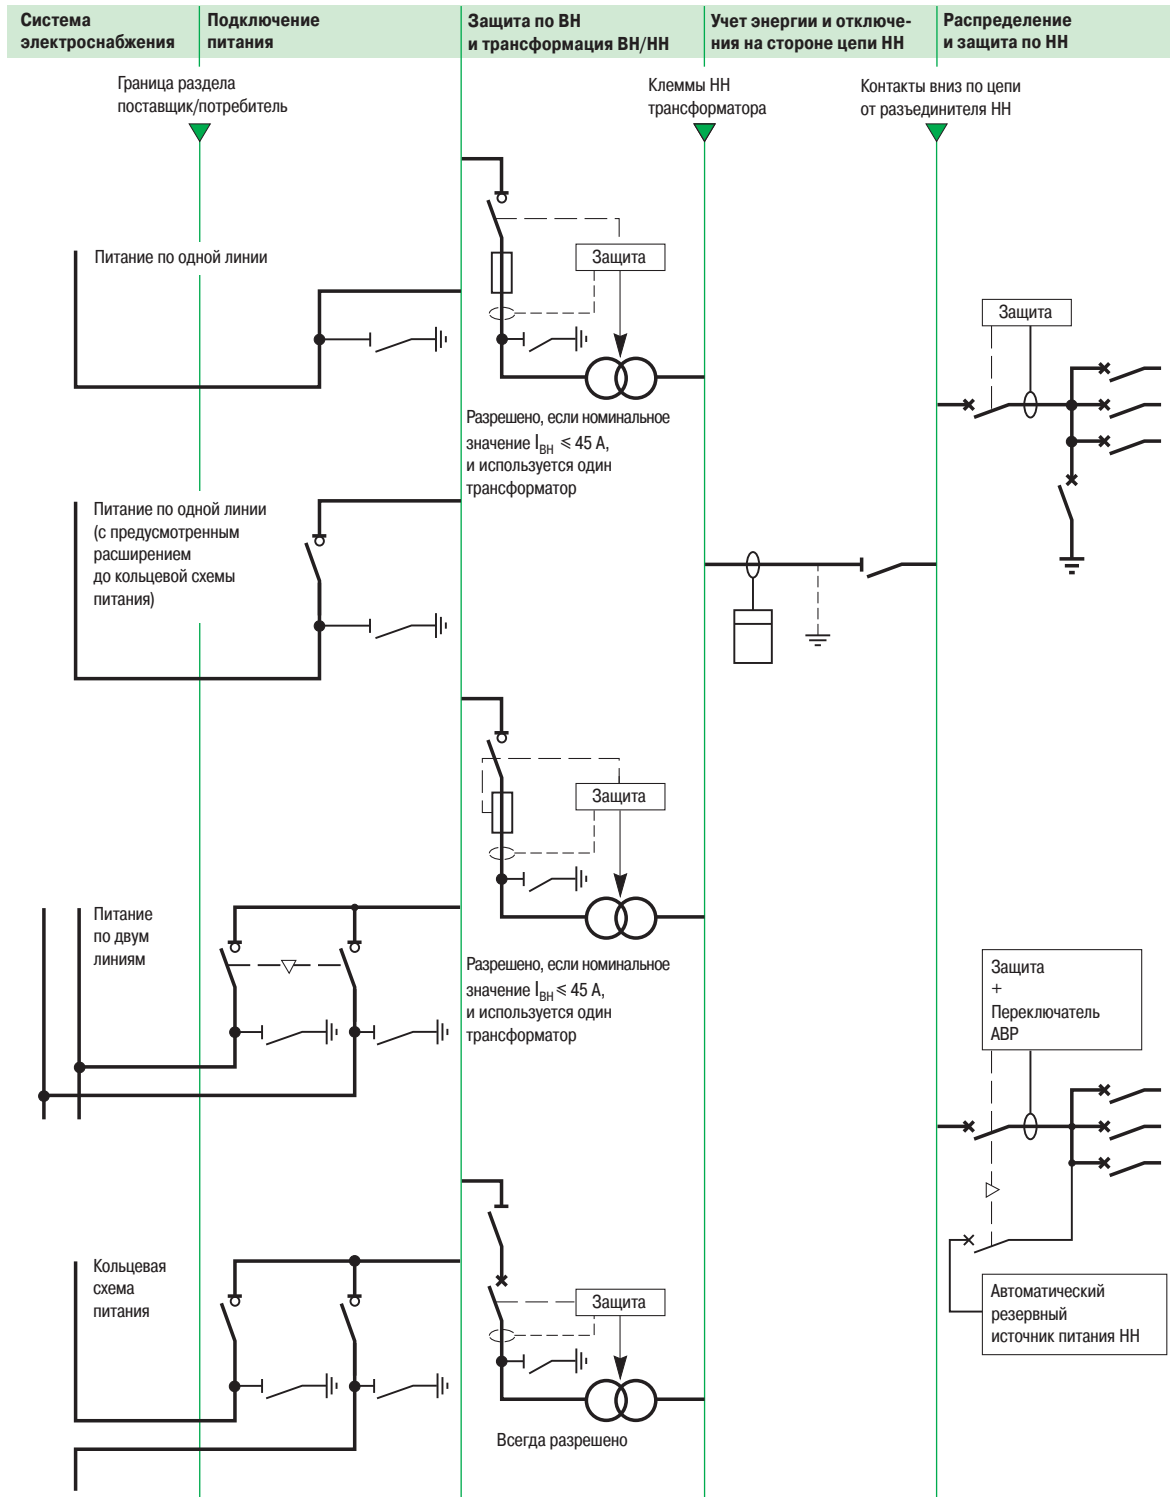 Система
электроснабжения
Подключение
питания
Защита по ВН
и трансформация ВН/НН
Учет энергии и отключе-
ния на стороне цепи НН
Распределение
и защита по НН
Граница раздела
поставщик/потребитель
Клеммы НН
трансформатора
Контакты вниз по цепи
от разъединителя НН
Питание по одной линии
Защита
Разрешено, если номинальное
значение IВН ⩽ 45 А,
и используется один
трансформатор
Защита
Питание по одной линии
(с предусмотренным
расширением
до кольцевой схемы
питания)
Защита
Питание
по двум
линиям
Разрешено, если номинальное
значение IВН ⩽ 45 А,
и используется один
трансформатор
Защита
+
Переключатель
АВР
Кольцевая
схема
питания
Защита
Всегда разрешено
Автоматический
резервный
источник питания НН